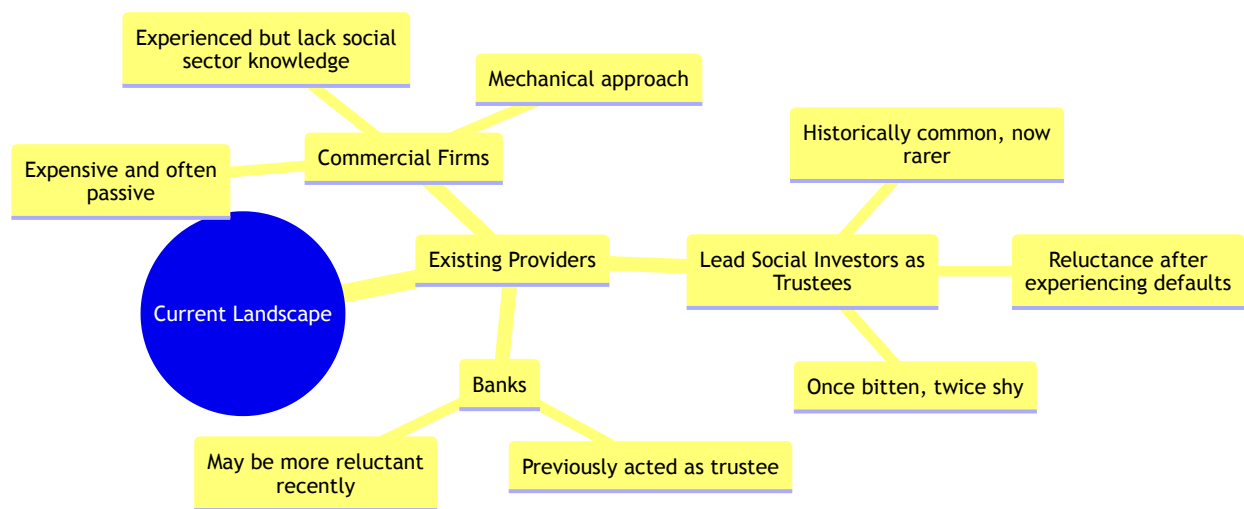 Experienced but lack social
sector knowledge
Mechanical approach
Historically common, now
rarer
Expensive and often
passive
Commercial Firms
Existing Providers
Lead Social Investors as
Trustees
Reluctance after
experiencing defaults
Current Landscape
Banks
Once bitten, twice shy
May be more reluctant
recently
Previously acted as trustee